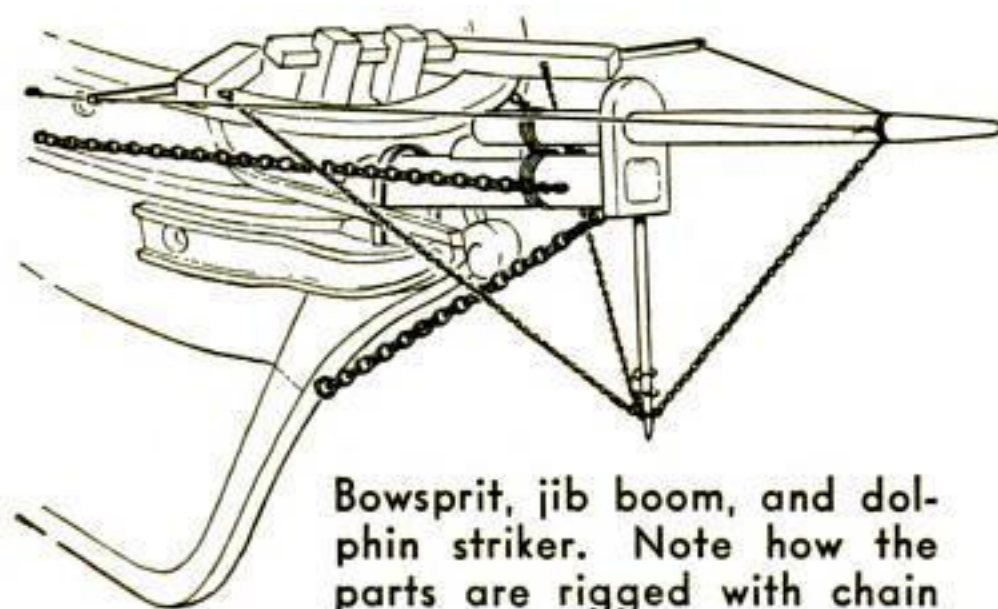 Bowsprit, jib boom, and dol-
phin striker. Note how the
parts are rigged with chain